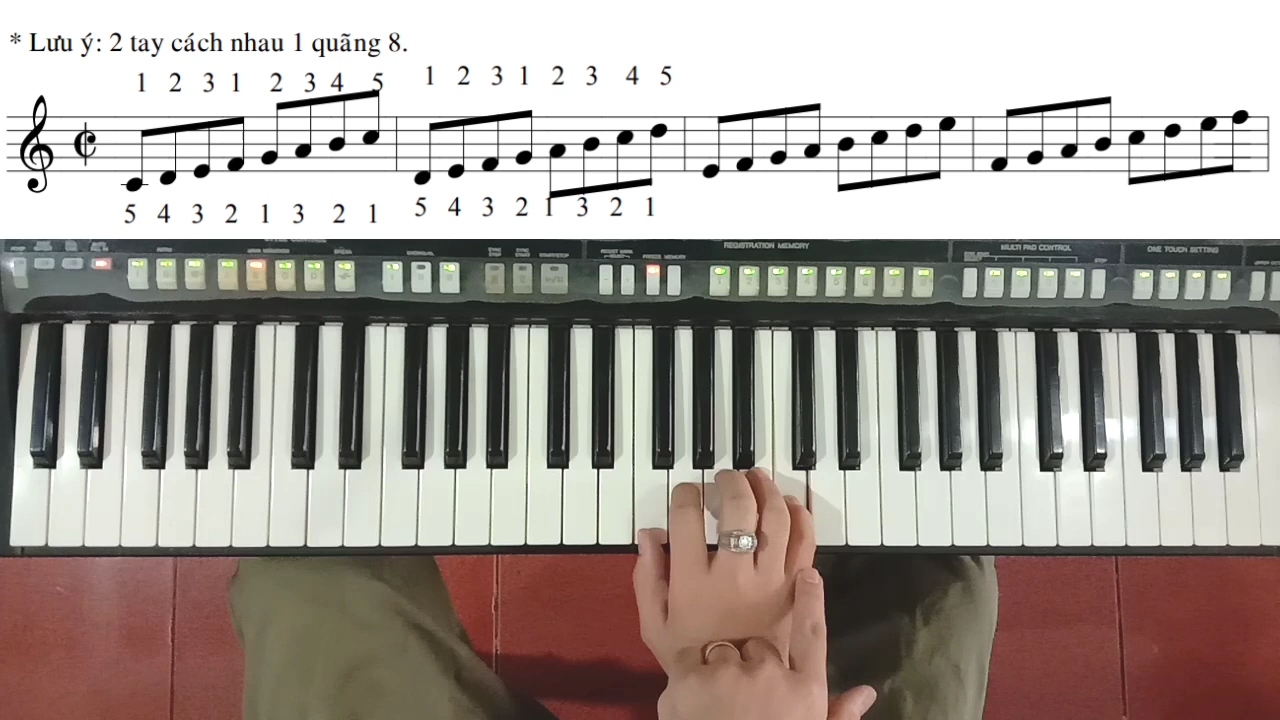 * Lưu ý: 2 tay cách nhau 1 quãng 8.
1 2 3 1 2 3 4 5 1 2 3 1 2 3 4 5
5 4 3 2 1 3 2 1 5 4 3 2 1 3 2 1
REGISTRATION MEMORY
MULTI PAD CONTROL
ONE TOUCH SETTING